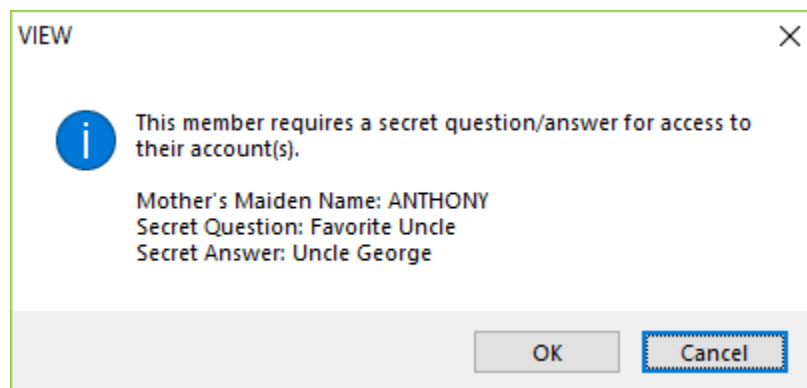 VIEW
This member requires a secret question/answer for access to
their account(s).
Mother's Maiden Name: ANTHONY
Secret Question: Favorite Uncle
Secret Answer: Uncle George
OK
Cancel